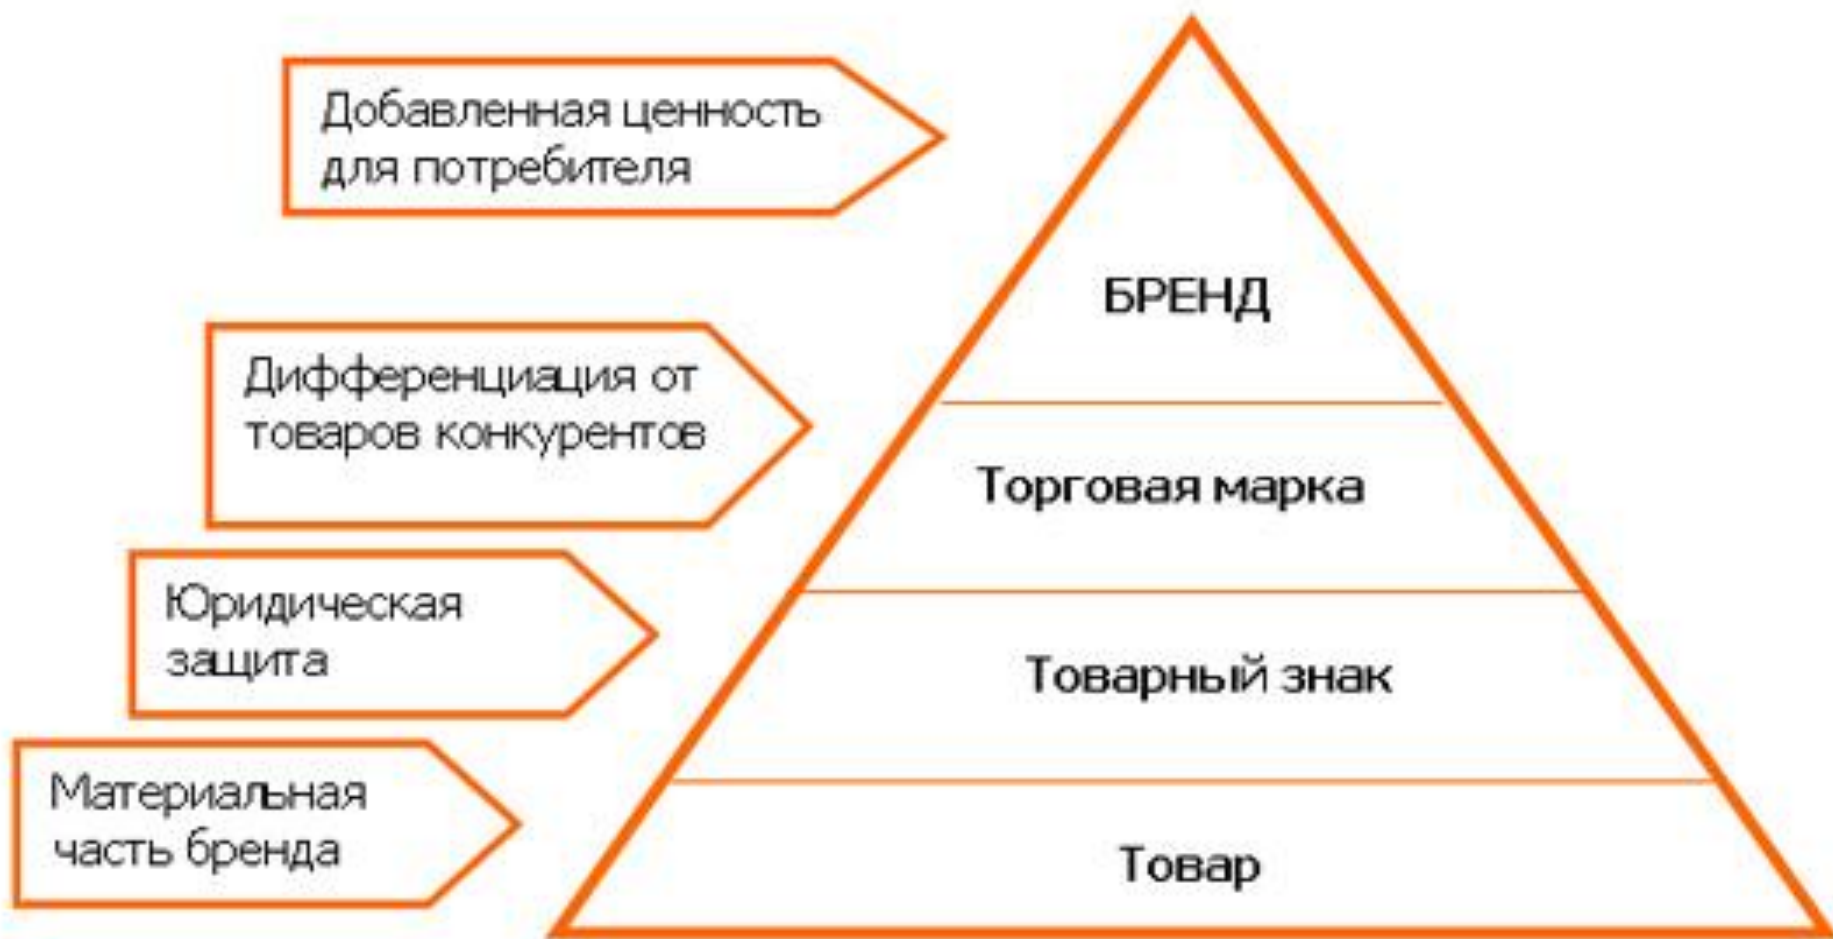 Добавленная ценность
для потребителя
БРЕНД
Дифференциация от
товаров конкурентов
Торговая марка
Юридическая
защита
Товарный знак
Материальная
часть бренда
Товар